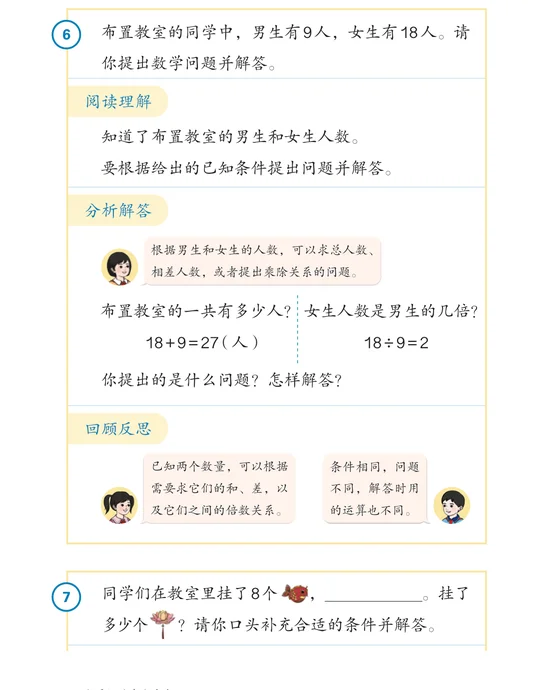 6 布置教室的同学中，男生有9人，女生有18人。请
你提出数学问题并解答。
阅读理解
知道了布置教室的男生和女生人数。
要根据给出的已知条件提出问题并解答。
分析解答
根据男生和女生的人数，可以求总人数、
相差人数，或者提出乘除关系的问题。
布置教室的一共有多少人？
18+9=27（人）
女生人数是男生的几倍？
18÷9=2
你提出的是什么问题？怎样解答？
回顾反思
已知两个数量，可以根据
需要求它们的和、差，以
及它们之间的倍数关系。
条件相同，问题
不同，解答时用
的运算也不同。
7 同学们在教室里挂了8个，____________。挂了
多少个？请你口头补充合适的条件并解答。